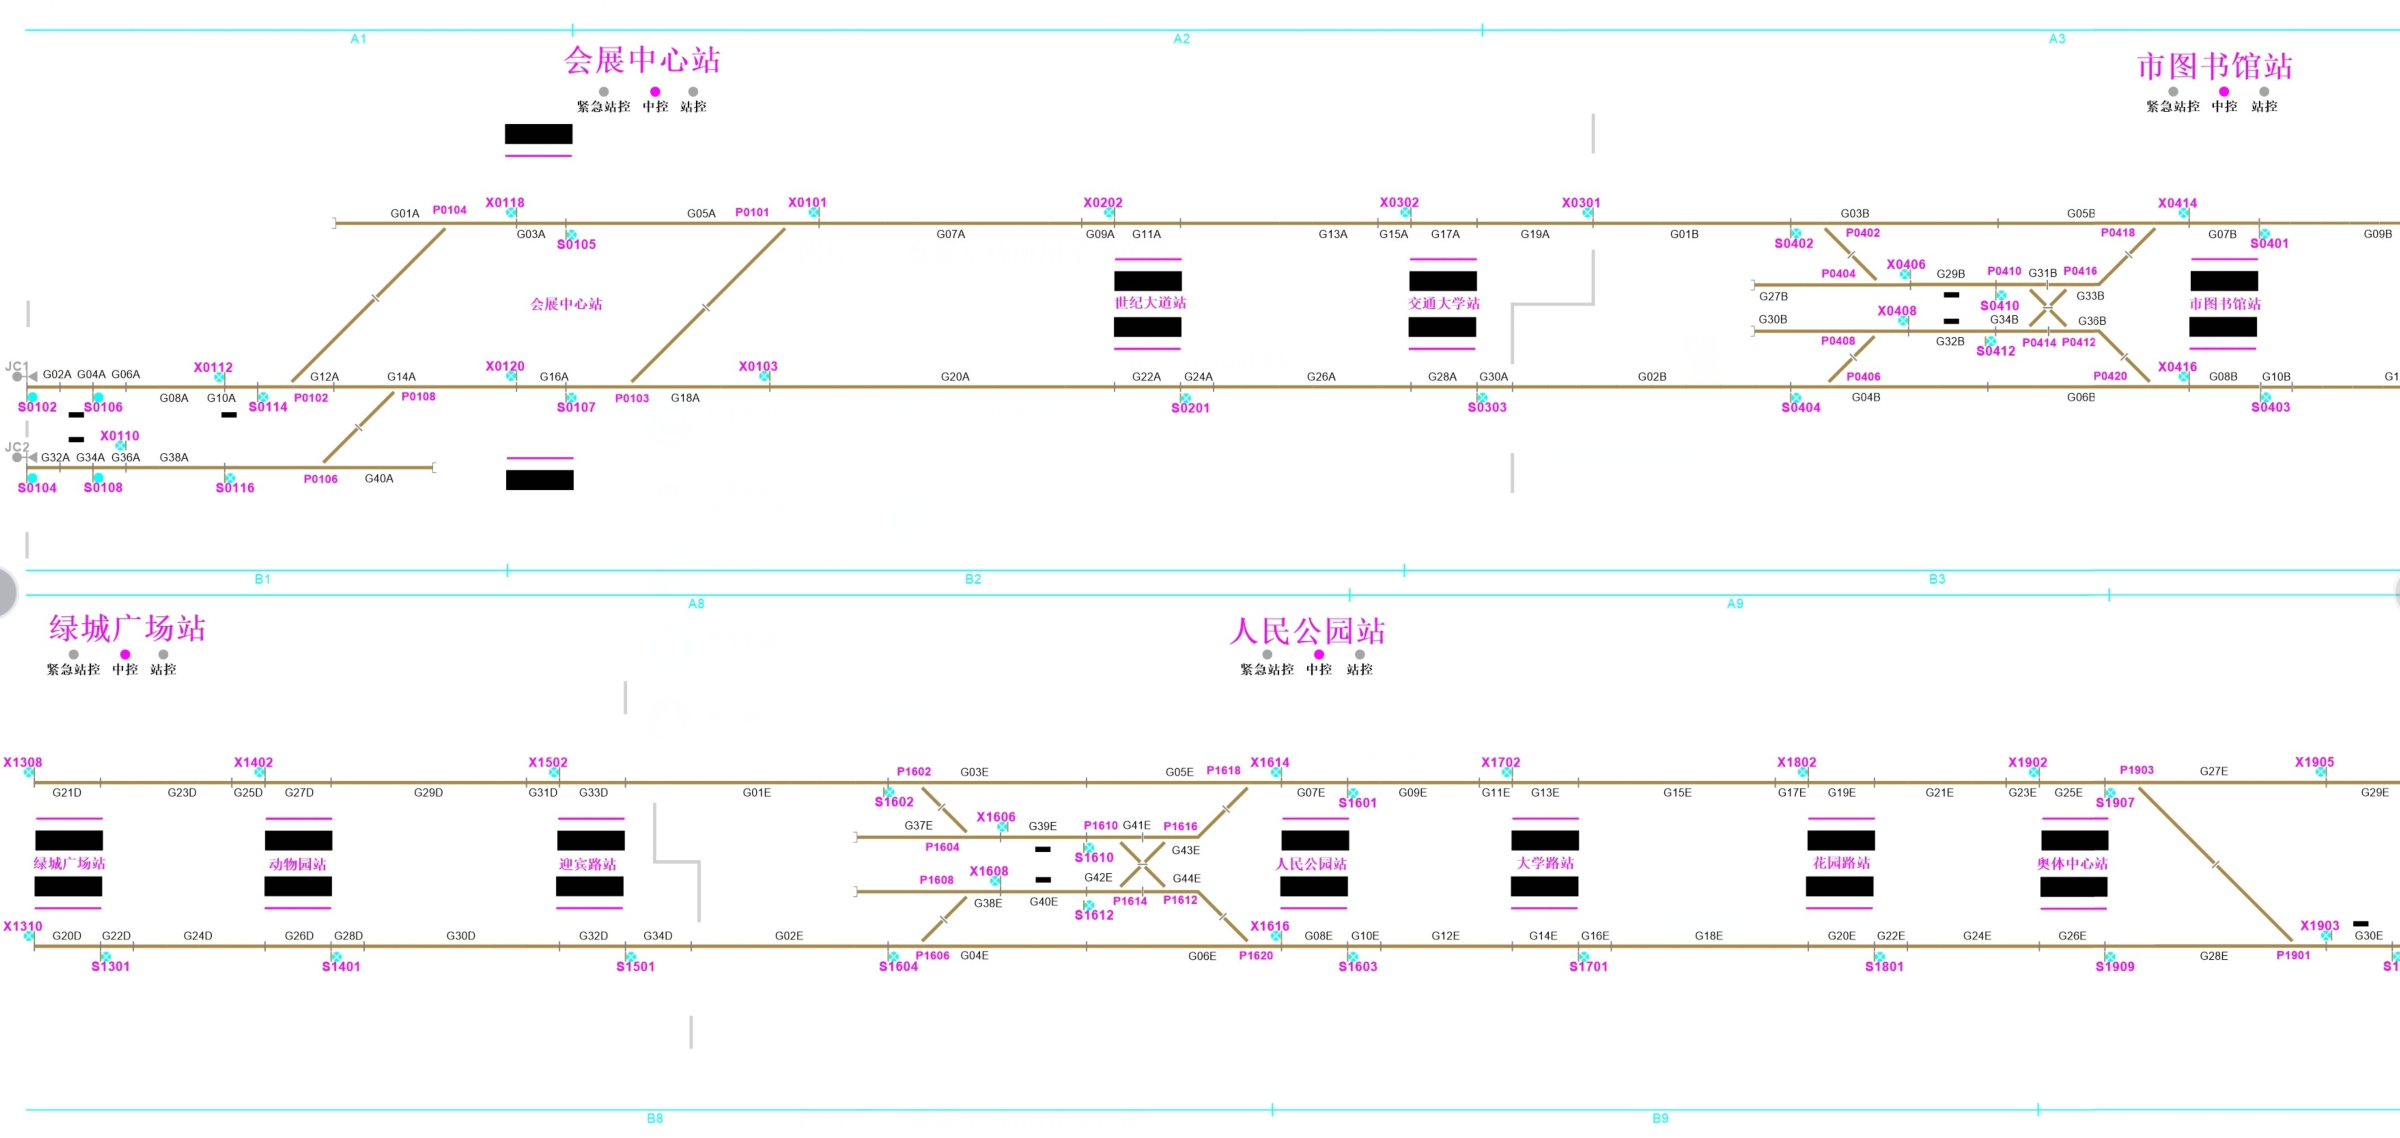 A1 A2 A3
会展中心站 市图书馆站
紧急站控 中控 站控 紧急站控 中控 站控
X0118 X0101 X0202 X0302 X0301 X0414
G01A P0104 G05A P0101 G03B G05B
G03A G07A G09A G11A G13A G15A G17A G19A G01B P0402 P0418 G07B G09B
S0105 S0402 S0401
X0406 P0404 G29B P0410 G31B P0416
G27B S0410 G33B
会展中心站 世纪大道站 交通大学站 市图书馆站
G30B X0408 G34B G36B
P0408 G32B S0412 P0414 P0412
JC1 X0112 X0120 X0103 X0416
G02A G04A G06A G12A G14A G16A G20A G22A G24A G26A G28A G30A G02B P0406 P0420 G08B G10B G1
G08A G10A P0102 P0108 P0103 G18A G04B G06B
S0102 S0106 S0114 S0107 S0201 S0303 S0404 S0403
X0110
JC2
G32A G34A G36A G38A
P0106 G40A
S0104 S0108 S0116
B1 B2 B3
A8 A9
绿城广场站 人民公园站
紧急站控 中控 站控 紧急站控 中控 站控
X1308 X1402 X1502 X1614 X1702 X1802 X1902 X1905
P1602 G03E G05E P1618 P1903 G27E
G21D G23D G25D G27D G29D G31D G33D G01E G07E G09E G11E G13E G15E G17E G19E G21E G23E G25E G29E
S1602 S1601 S1907
X1606
G37E G39E P1610 G41E P1616
P1604 S1610 G43E
绿城广场站 动物园站 迎宾路站 人民公园站 大学路站 花园路站 奥体中心站
X1608
P1608 G42E G44E
G38E G40E P1614 P1612
S1612
X1310 X1616 X1903
G20D G22D G24D G26D G28D G30D G32D G34D G02E G08E G10E G12E G14E G16E G18E G20E G22E G24E G26E G30E
P1606 G04E G06E P1620 G28E P1901
S1301 S1401 S1501 S1604 S1603 S1701 S1801 S1909 S1
B8 B9